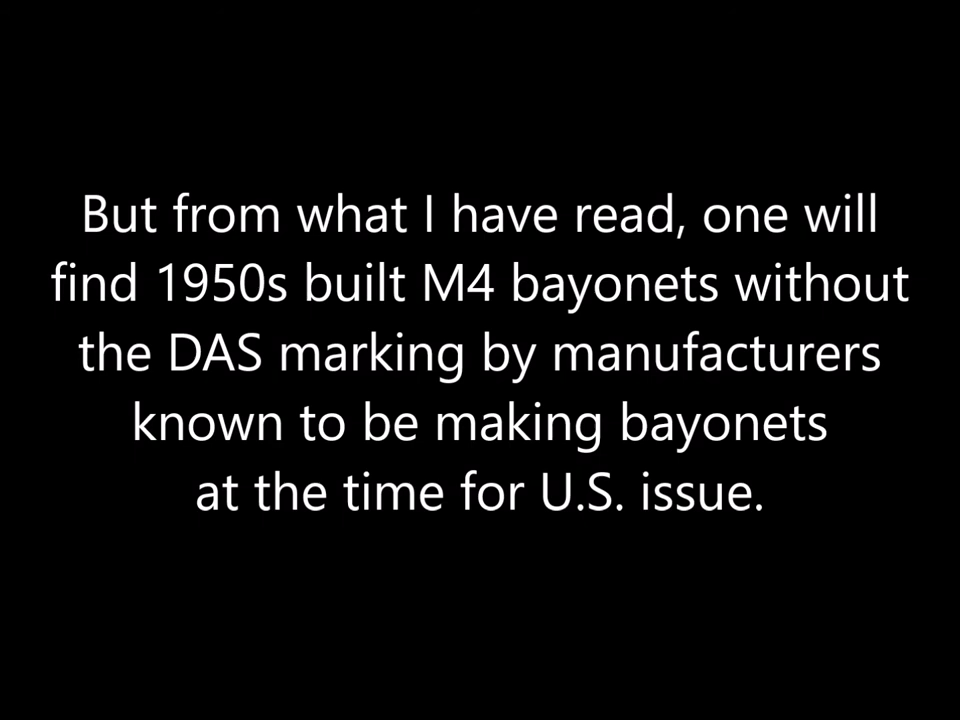 But from what I have read, one will
find 1950s built M4 bayonets without
the DAS marking by manufacturers
known to be making bayonets
at the time for U.S. issue.